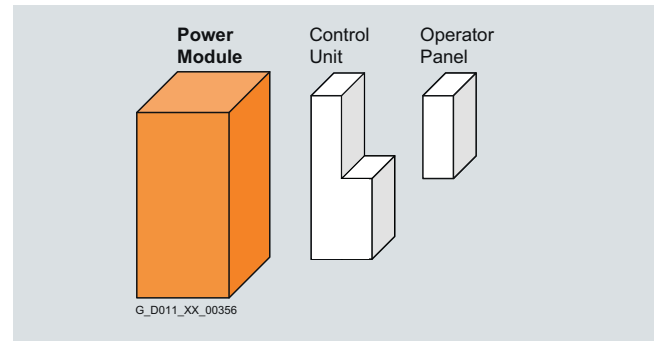 Power
Module
Control
Unit
Operator
Panel
G_D011_XX_00356